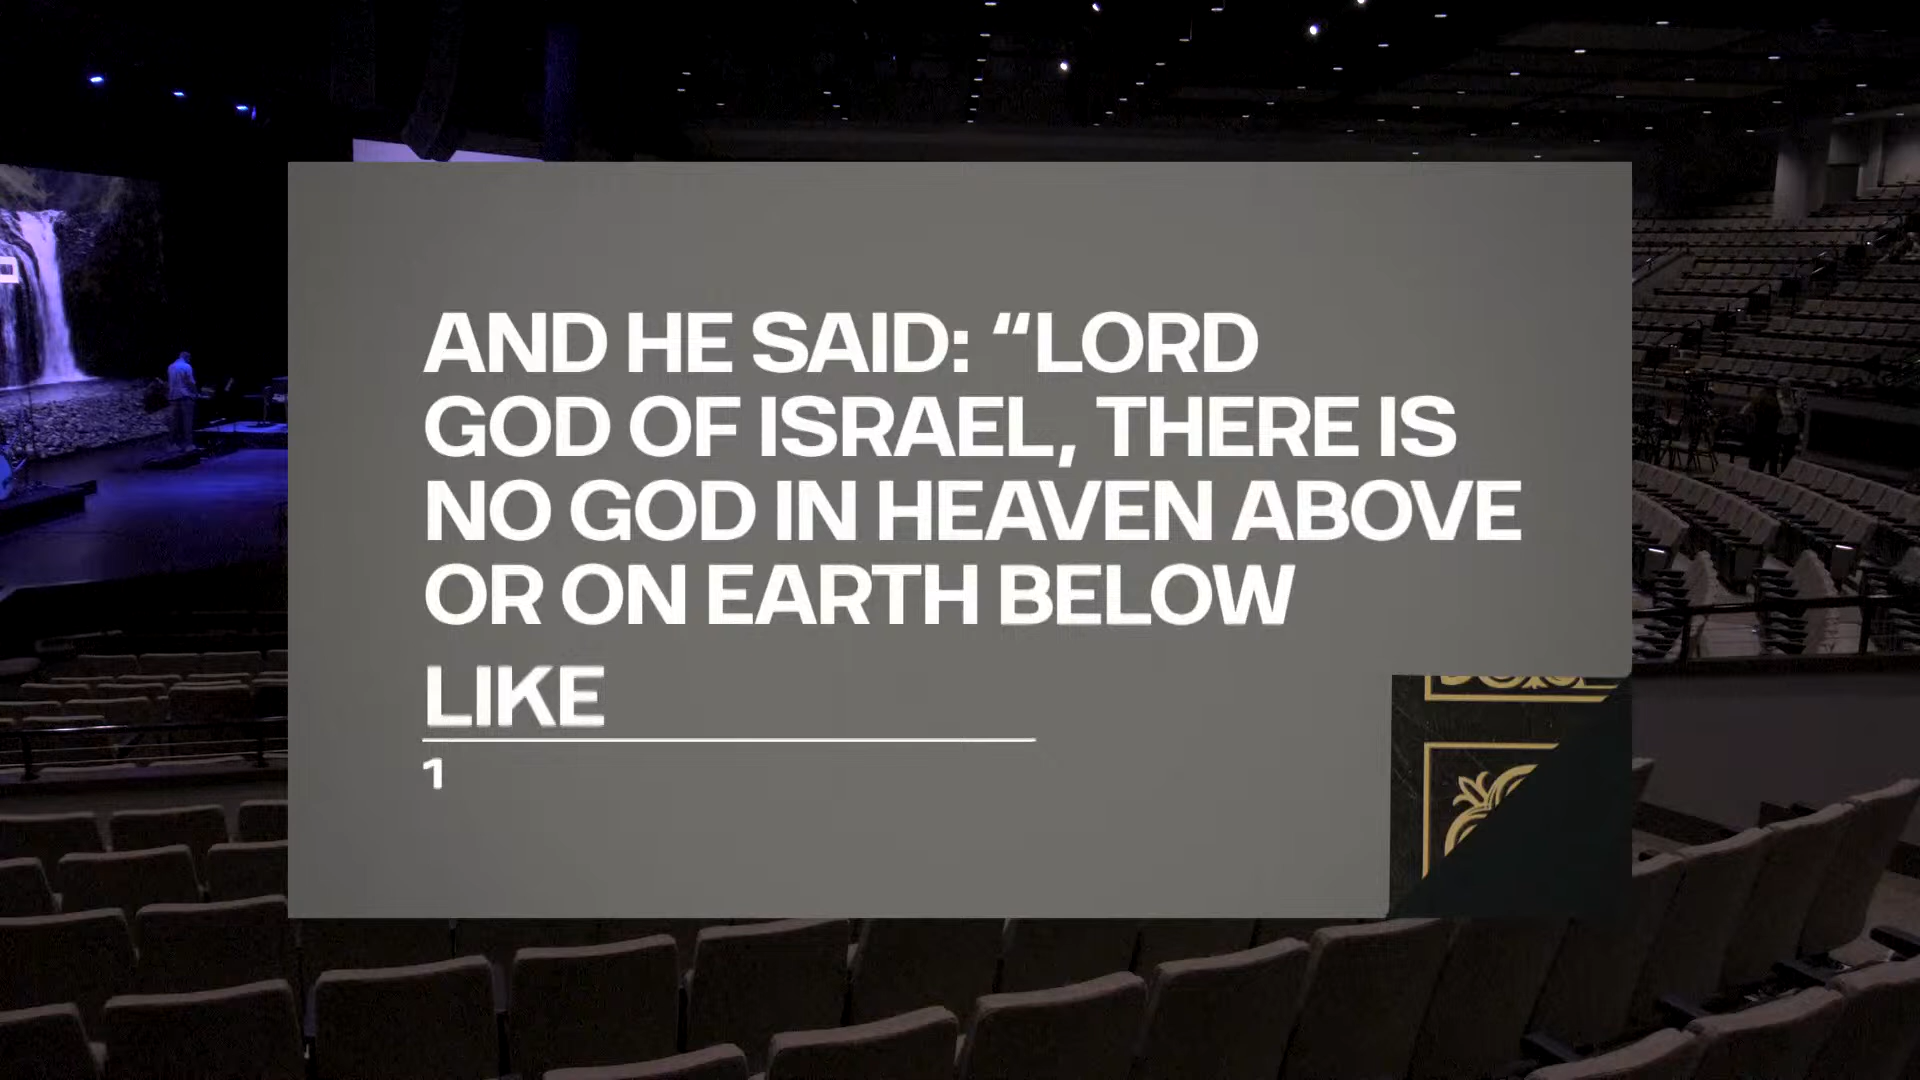 AND HE SAID: “LORD
GOD OF ISRAEL, THERE IS
NO GOD IN HEAVEN ABOVE
OR ON EARTH BELOW
LIKE
1